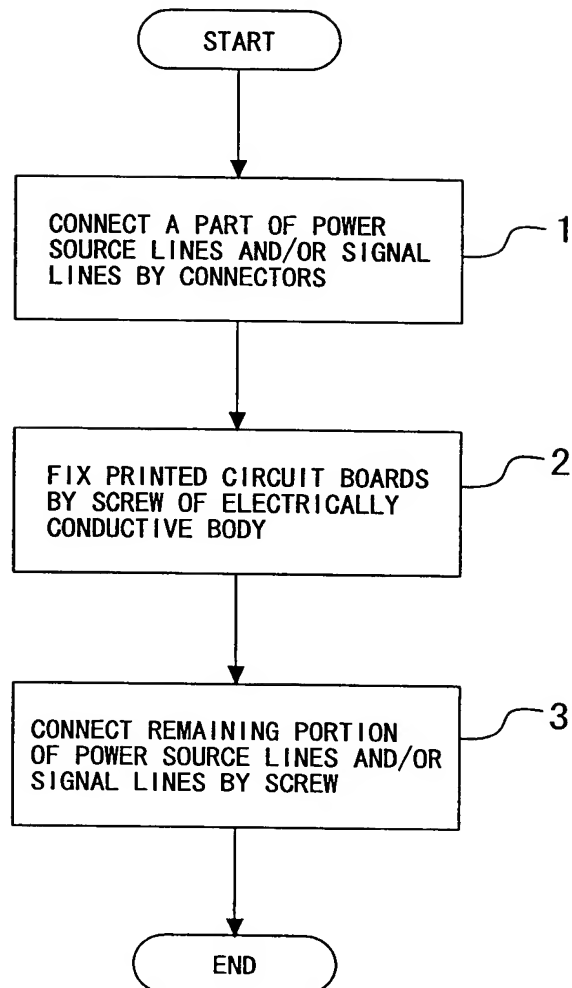 START
CONNECT A PART OF POWER
SOURCE LINES AND/OR SIGNAL
LINES BY CONNECTORS
1
FIX PRINTED CIRCUIT BOARDS
BY SCREW OF ELECTRICALLY
CONDUCTIVE BODY
2
CONNECT REMAINING PORTION
OF POWER SOURCE LINES AND/OR
SIGNAL LINES BY SCREW
3
END